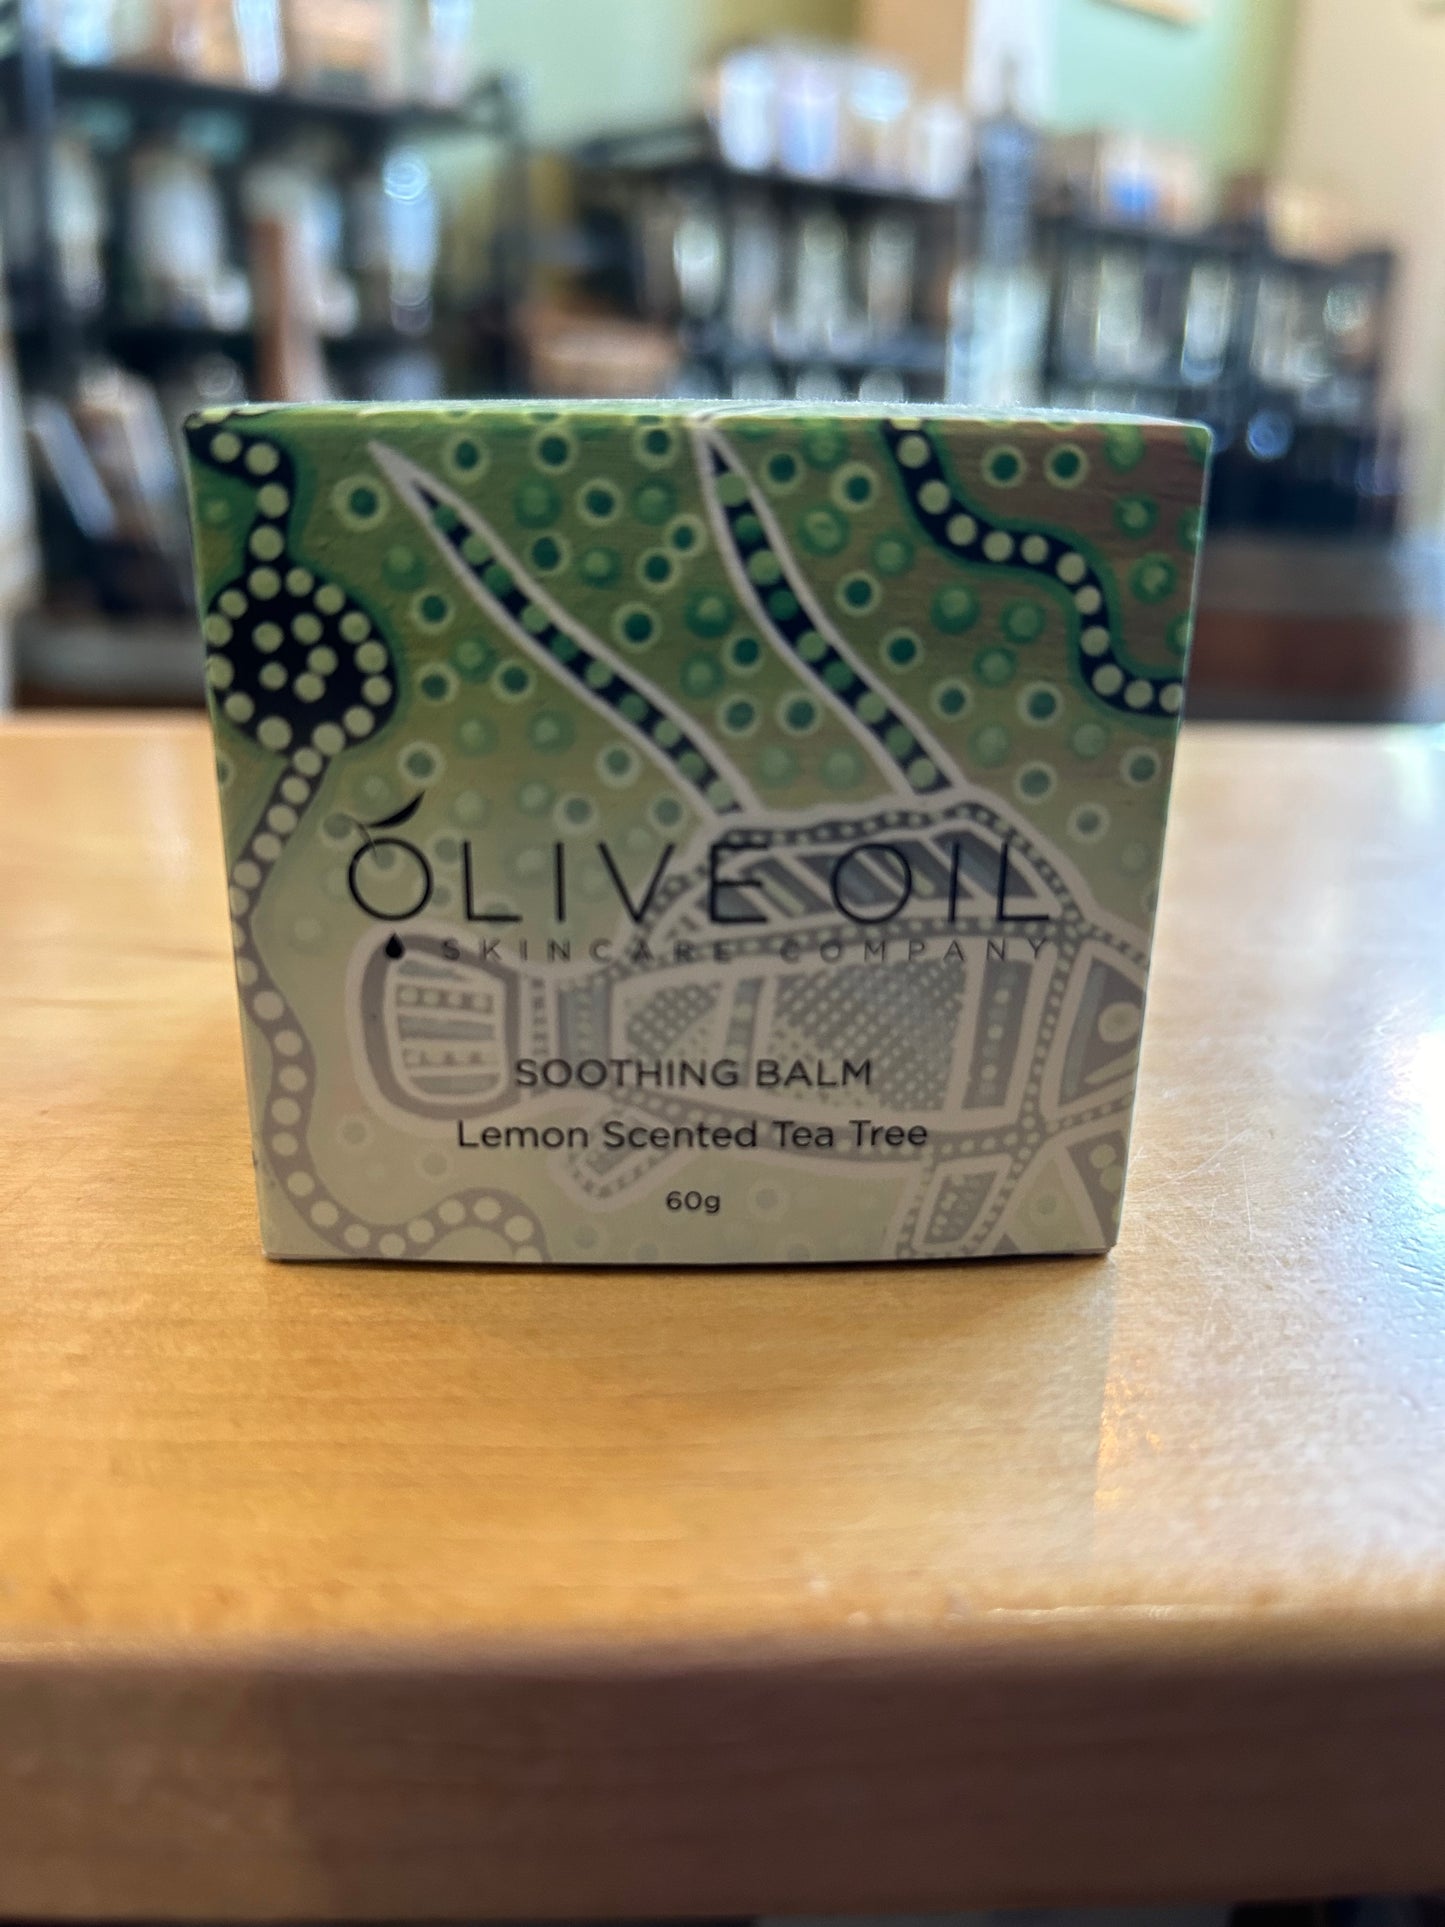 OLIVE OIL
SKINCARE COMPANY
SOOTHING BALM
Lemon Scented Tea Tree
60g